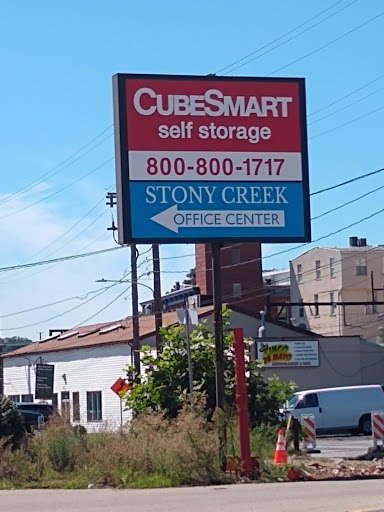 CUBESMART
self storage
800-800-1717
STONY CREEK
OFFICE CENTER